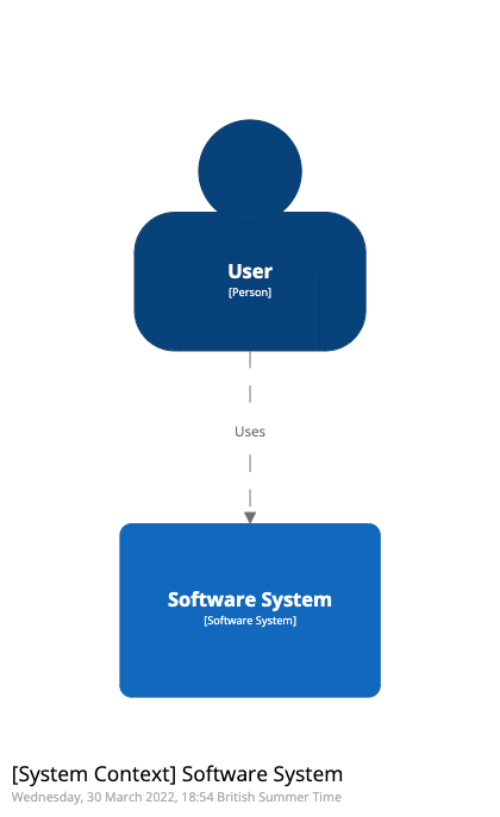 User
[Person]
Uses
Software System
[Software System]
[System Context] Software System
Wednesday, 30 March 2022, 18:54 British Summer Time